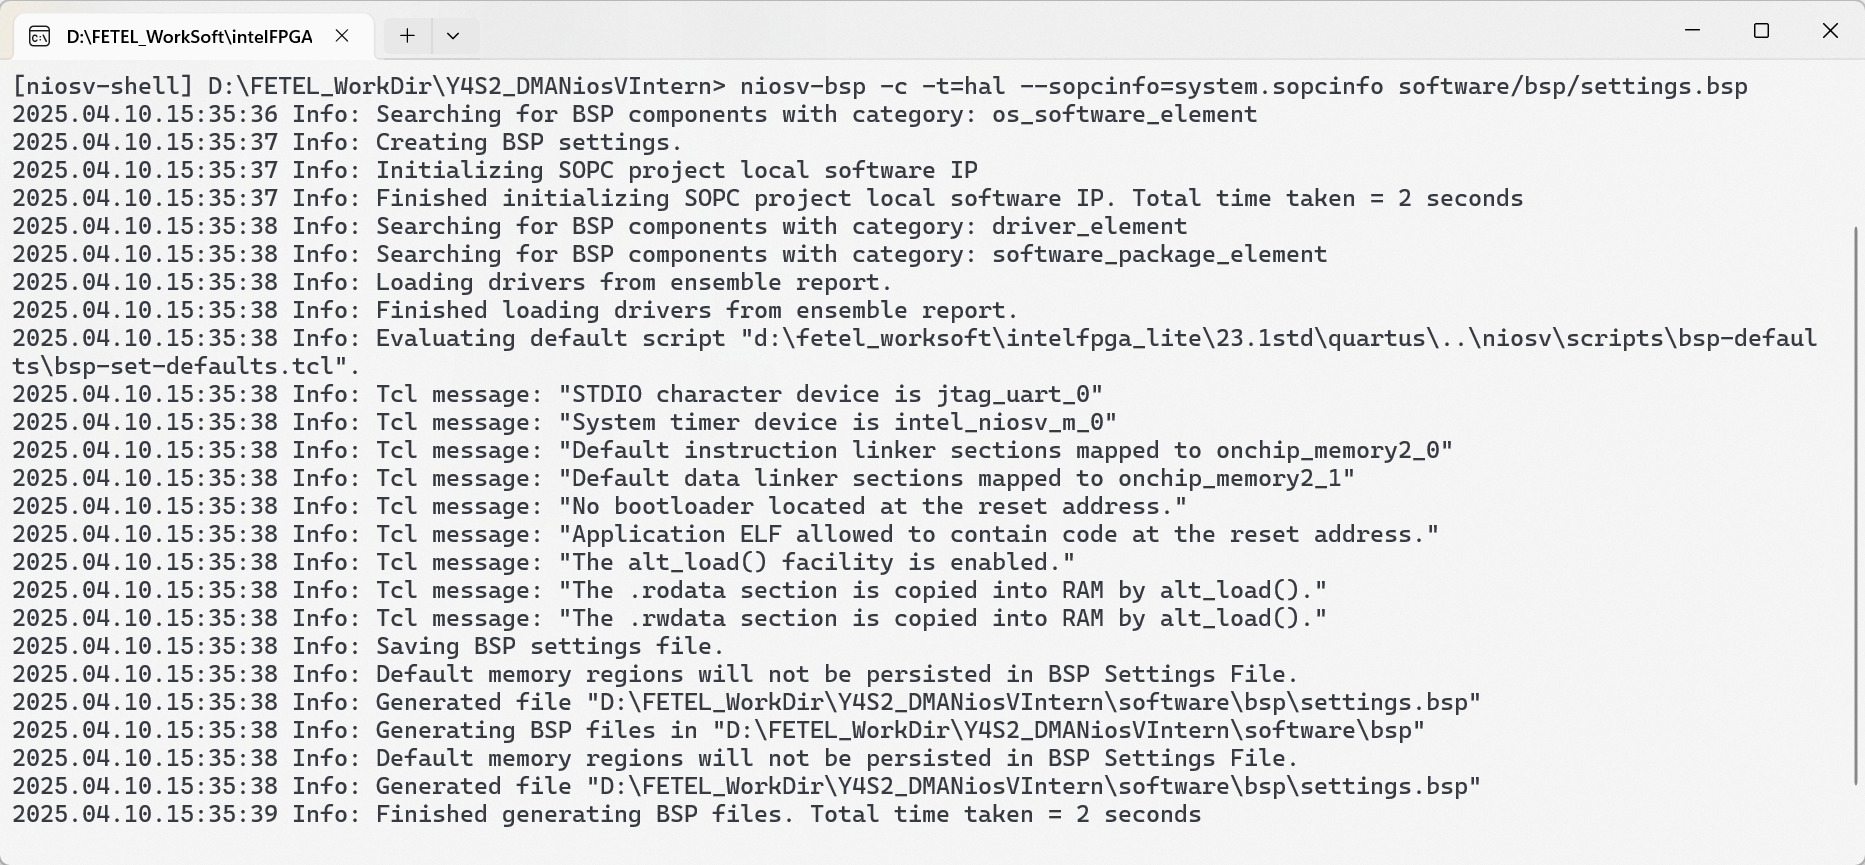 D:\FETEL_WorkSoft\intelFPGA
[niosv-shell] D:\FETEL_WorkDir\Y4S2_DMANiosVIntern> niosv-bsp -c -t=hal --sopcinfo=system.sopcinfo software/bsp/settings.bsp
2025.04.10.15:35:36 Info: Searching for BSP components with category: os_software_element
2025.04.10.15:35:37 Info: Creating BSP settings.
2025.04.10.15:35:37 Info: Initializing SOPC project local software IP
2025.04.10.15:35:37 Info: Finished initializing SOPC project local software IP. Total time taken = 2 seconds
2025.04.10.15:35:38 Info: Searching for BSP components with category: driver_element
2025.04.10.15:35:38 Info: Searching for BSP components with category: software_package_element
2025.04.10.15:35:38 Info: Loading drivers from ensemble report.
2025.04.10.15:35:38 Info: Finished loading drivers from ensemble report.
2025.04.10.15:35:38 Info: Evaluating default script "d:\fetel_worksoft\intelfpga_lite\23.1std\quartus\..\niosv\scripts\bsp-defaul
ts\bsp-set-defaults.tcl".
2025.04.10.15:35:38 Info: Tcl message: "STDIO character device is jtag_uart_0"
2025.04.10.15:35:38 Info: Tcl message: "System timer device is intel_niosv_m_0"
2025.04.10.15:35:38 Info: Tcl message: "Default instruction linker sections mapped to onchip_memory2_0"
2025.04.10.15:35:38 Info: Tcl message: "Default data linker sections mapped to onchip_memory2_1"
2025.04.10.15:35:38 Info: Tcl message: "No bootloader located at the reset address."
2025.04.10.15:35:38 Info: Tcl message: "Application ELF allowed to contain code at the reset address."
2025.04.10.15:35:38 Info: Tcl message: "The alt_load() facility is enabled."
2025.04.10.15:35:38 Info: Tcl message: "The .rodata section is copied into RAM by alt_load()."
2025.04.10.15:35:38 Info: Tcl message: "The .rwdata section is copied into RAM by alt_load()."
2025.04.10.15:35:38 Info: Saving BSP settings file.
2025.04.10.15:35:38 Info: Default memory regions will not be persisted in BSP Settings File.
2025.04.10.15:35:38 Info: Generated file "D:\FETEL_WorkDir\Y4S2_DMANiosVIntern\software\bsp\settings.bsp"
2025.04.10.15:35:38 Info: Generating BSP files in "D:\FETEL_WorkDir\Y4S2_DMANiosVIntern\software\bsp"
2025.04.10.15:35:38 Info: Default memory regions will not be persisted in BSP Settings File.
2025.04.10.15:35:38 Info: Generated file "D:\FETEL_WorkDir\Y4S2_DMANiosVIntern\software\bsp\settings.bsp"
2025.04.10.15:35:39 Info: Finished generating BSP files. Total time taken = 2 seconds